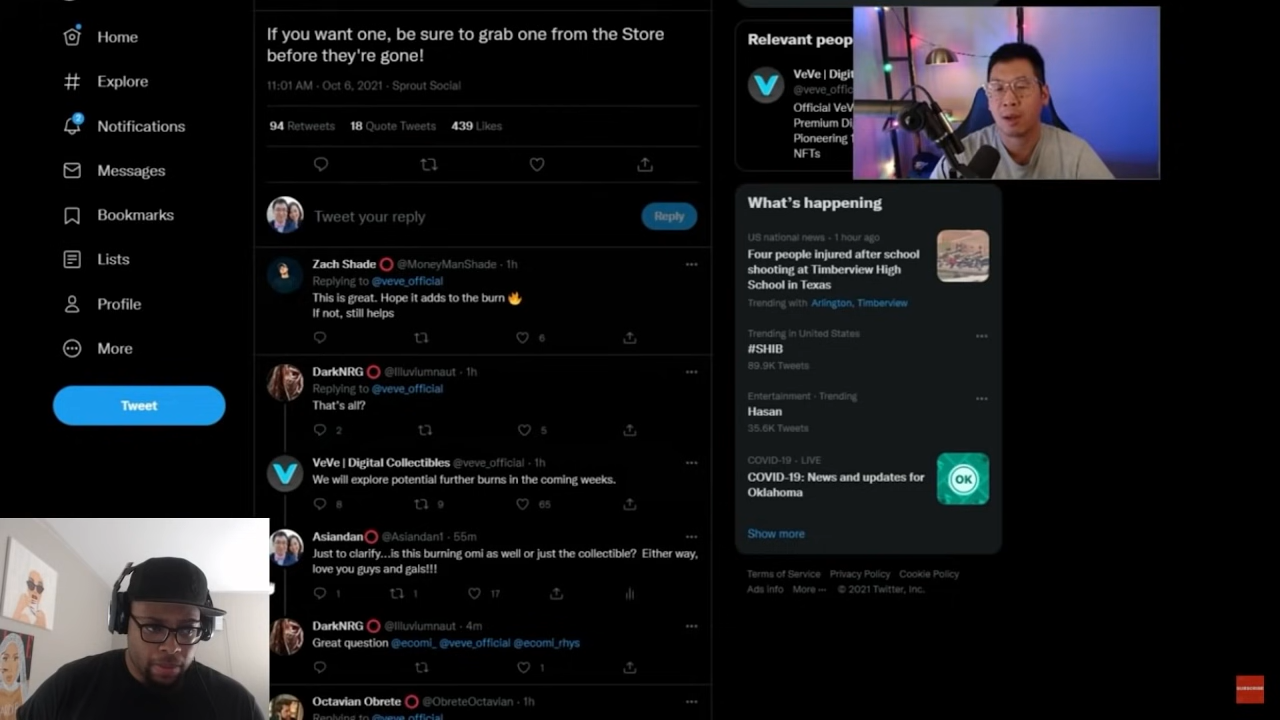 Home
Explore
2
Notifications
Messages
Bookmarks
Lists
Profile
More
Tweet
If you want one, be sure to grab one from the Store
before they're gone!
11:01 AM · Oct 6, 2021 · Sprout Social
94 Retweets 18 Quote Tweets 439 Likes
Tweet your reply
Reply
Zach Shade @MoneyManShade · 1h
Replying to @veve_official
This is great. Hope it adds to the burn
If not, still helps
6
DarkNRG @Illuviumnaut · 1h
Replying to @veve_official
That's all?
2 5
VeVe | Digital Collectibles @veve_official · 1h
We will explore potential further burns in the coming weeks.
8 9 65
Asiandan @Asiandan1 · 55m
Just to clarify...is this burning omi as well or just the collectible? Either way,
love you guys and gals!!!
1 1 17
DarkNRG @Illuviumnaut · 4m
Great question @ecomi_ @veve_official @ecomi_rhys
1
Octavian Obrete @ObreteOctavian · 1h
Replying to @veve_official
Relevant peop
VeVe | Digit
@veve_offic
Official VeV
Premium Di
Pioneering 1
NFTs
What's happening
US national news · 1 hour ago
Four people injured after school
shooting at Timberview High
School in Texas
Trending with Arlington, Timberview
Trending in United States
#SHIB
89.9K Tweets
Entertainment · Trending
Hasan
35.6K Tweets
COVID-19 · LIVE
COVID-19: News and updates for
Oklahoma
OK
Show more
Terms of Service Privacy Policy Cookie Policy
Ads info More ··· © 2021 Twitter, Inc.
SUBSCRIBE